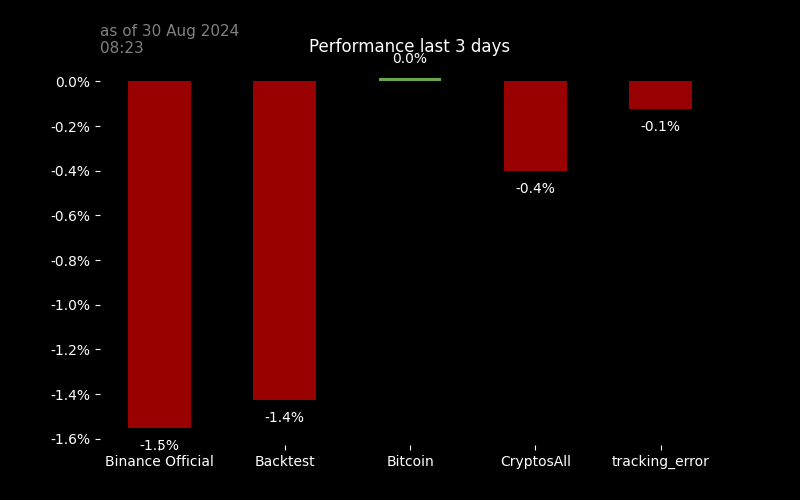 as of 30 Aug 2024
08:23
Performance last 3 days
0.0%
0.0%
-0.2%
-0.1%
-0.4%
-0.4%
-0.6%
-0.8%
-1.0%
-1.2%
-1.4%
-1.4%
-1.6%
-1.5%
Binance Official
Backtest
Bitcoin
CryptosAll
tracking_error